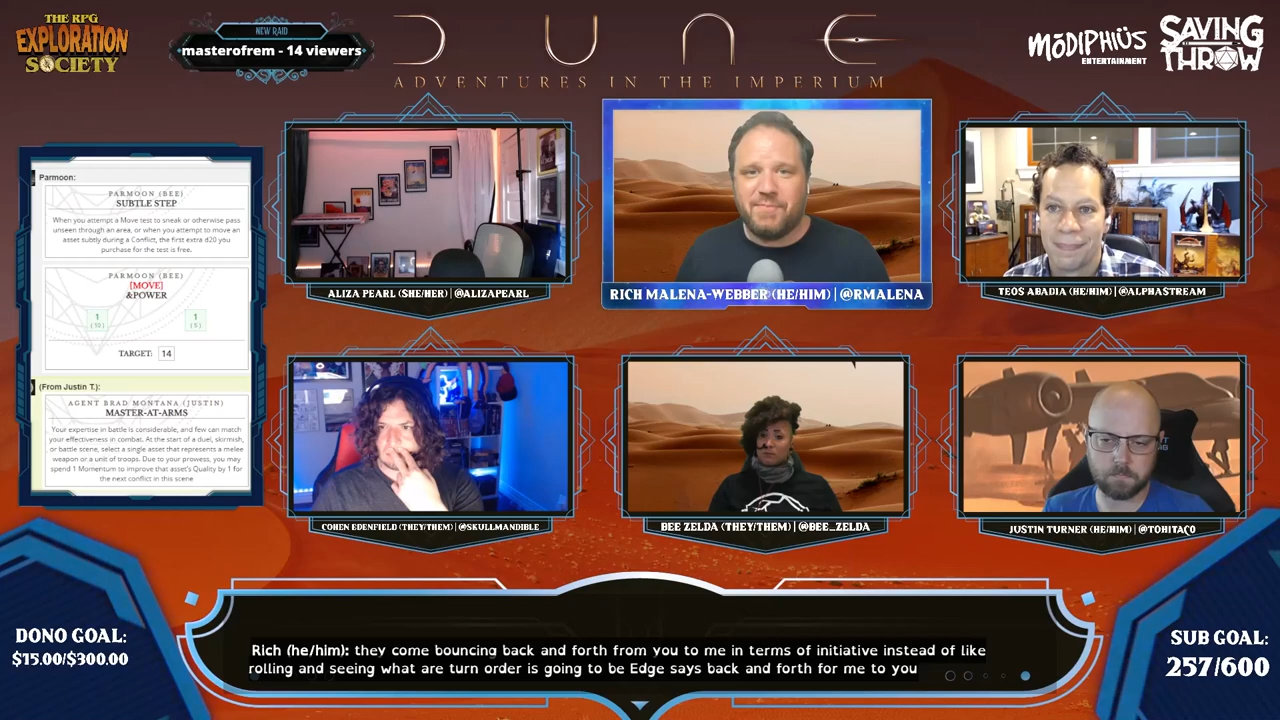 THE RPG
EXPLORATION
SOCIETY
NEW RAID
masterofrem - 14 viewers
DUNE
ADVENTURES IN THE IMPERIUM
MŌDIPHIÜS
ENTERTAINMENT
SAVING
THROW
Parmoon:
PARMOON (BEE)
SUBTLE STEP
When you attempt a Move test to sneak or otherwise pass
unseen through an area, or when you attempt to move an
asset subtly during a Conflict, the first extra d20 you
purchase for the test is free.
PARMOON (BEE)
[MOVE]
&POWER
1
(10)
1
(5)
TARGET: 14
(From Justin T.):
AGENT BRAD MONTANA (JUSTIN)
MASTER-AT-ARMS
Your expertise in battle is considerable, and few can match
your effectiveness in combat. At the start of a duel, skirmish,
or battle scene, select a single asset that represents a melee
weapon or a unit of troops. Due to your prowess, you may
spend 1 Momentum to improve that asset's Quality by 1 for
the next conflict in this scene
ALIZA PEARL (SHE/HER) | @ALIZAPEARL
RICH MALENA-WEBBER (HE/HIM) | @RMALENA
TEOS ABADIA (HE/HIM) | @ALPHASTREAM
COHEN EDENFIELD (THEY/THEM) | @SKULLMANDIBLE
BEE ZELDA (THEY/THEM) | @BEE_ZELDA
JUSTIN TURNER (HE/HIM) | @TOHITACO
DONO GOAL:
$15.00/$300.00
Rich (he/him): they come bouncing back and forth from you to me in terms of initiative instead of like
rolling and seeing what are turn order is going to be Edge says back and forth for me to you
SUB GOAL:
257/600